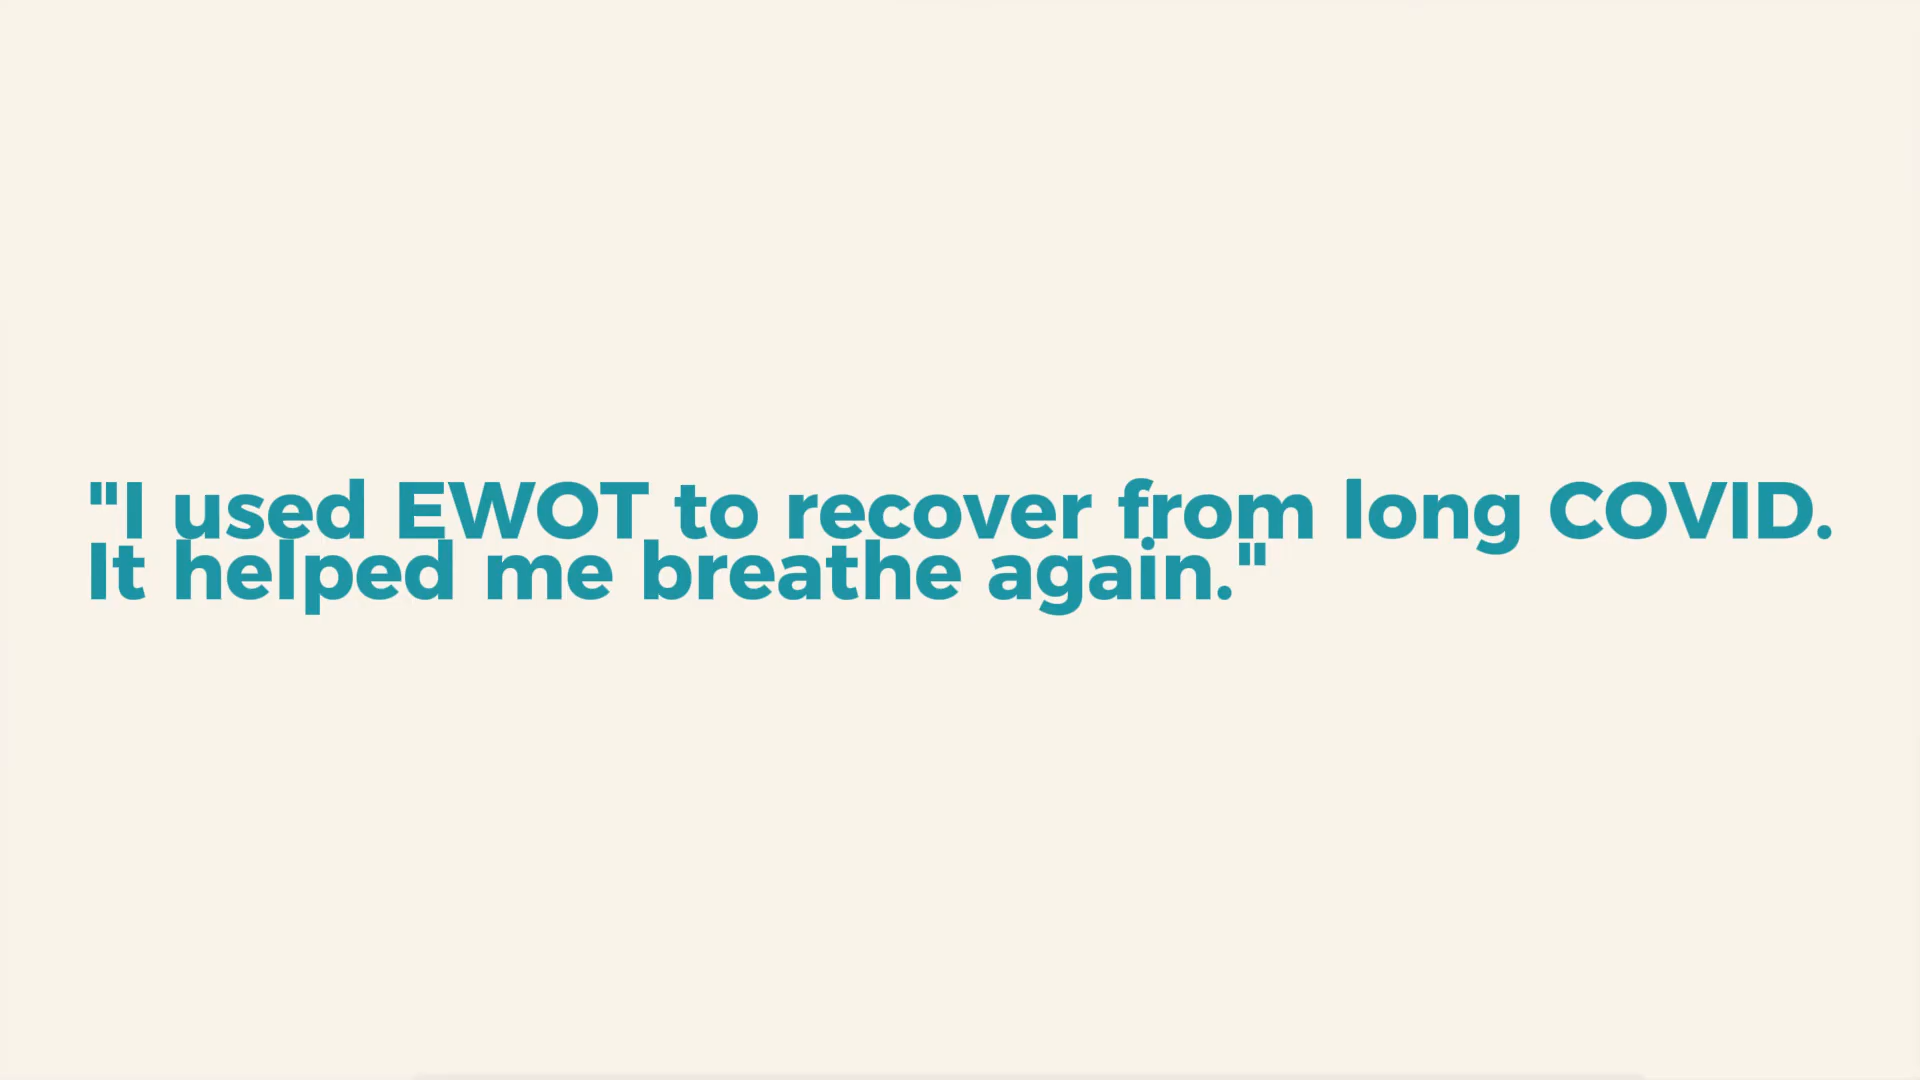 "I used EWOT to recover from long COVID.
It helped me breathe again."